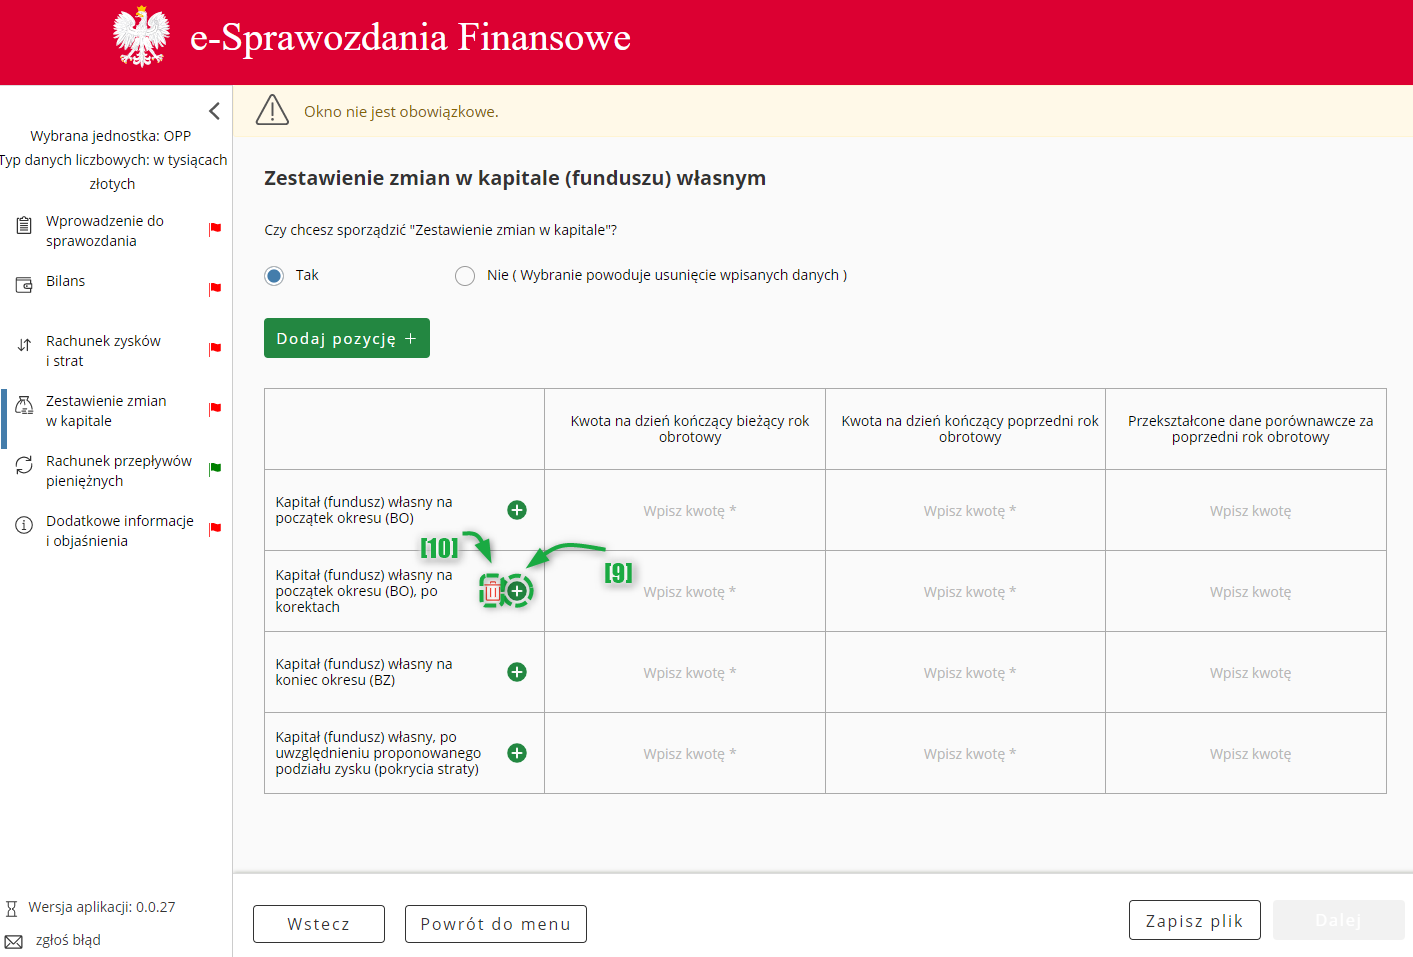 e-Sprawozdania Finansowe
Wybrana jednostka: OPP
Typ danych liczbowych: w tysiącach
złotych
Wprowadzenie do
sprawozdania
Bilans
Rachunek zysków
i strat
Zestawienie zmian
w kapitale
Rachunek przepływów
pieniężnych
Dodatkowe informacje
i objaśnienia
Wersja aplikacji: 0.0.27
zgłoś błąd
Okno nie jest obowiązkowe.
Zestawienie zmian w kapitale (funduszu) własnym
Czy chcesz sporządzić "Zestawienie zmian w kapitale"?
Tak
Nie ( Wybranie powoduje usunięcie wpisanych danych )
Dodaj pozycję +
Kwota na dzień kończący bieżący rok
obrotowy
Kwota na dzień kończący poprzedni rok
obrotowy
Przekształcone dane porównawcze za
poprzedni rok obrotowy
Kapitał (fundusz) własny na
początek okresu (BO)
Wpisz kwotę *
Wpisz kwotę *
Wpisz kwotę
[10]
[9]
Kapitał (fundusz) własny na
początek okresu (BO), po
korektach
Wpisz kwotę *
Wpisz kwotę *
Wpisz kwotę
Kapitał (fundusz) własny na
koniec okresu (BZ)
Wpisz kwotę *
Wpisz kwotę *
Wpisz kwotę
Kapitał (fundusz) własny, po
uwzględnieniu proponowanego
podziału zysku (pokrycia straty)
Wpisz kwotę *
Wpisz kwotę *
Wpisz kwotę
Wstecz
Powrót do menu
Zapisz plik
Dalej